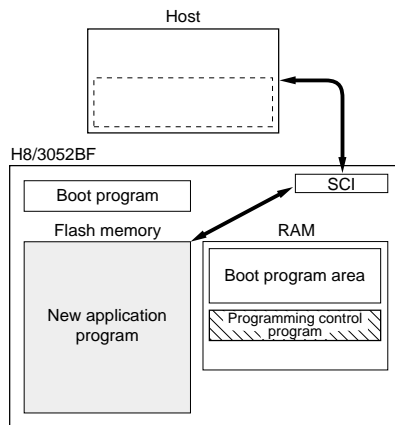 Host
H8/3052BF
SCI
Boot program
Flash memory
RAM
Boot program area
New application
program
Programming control
program